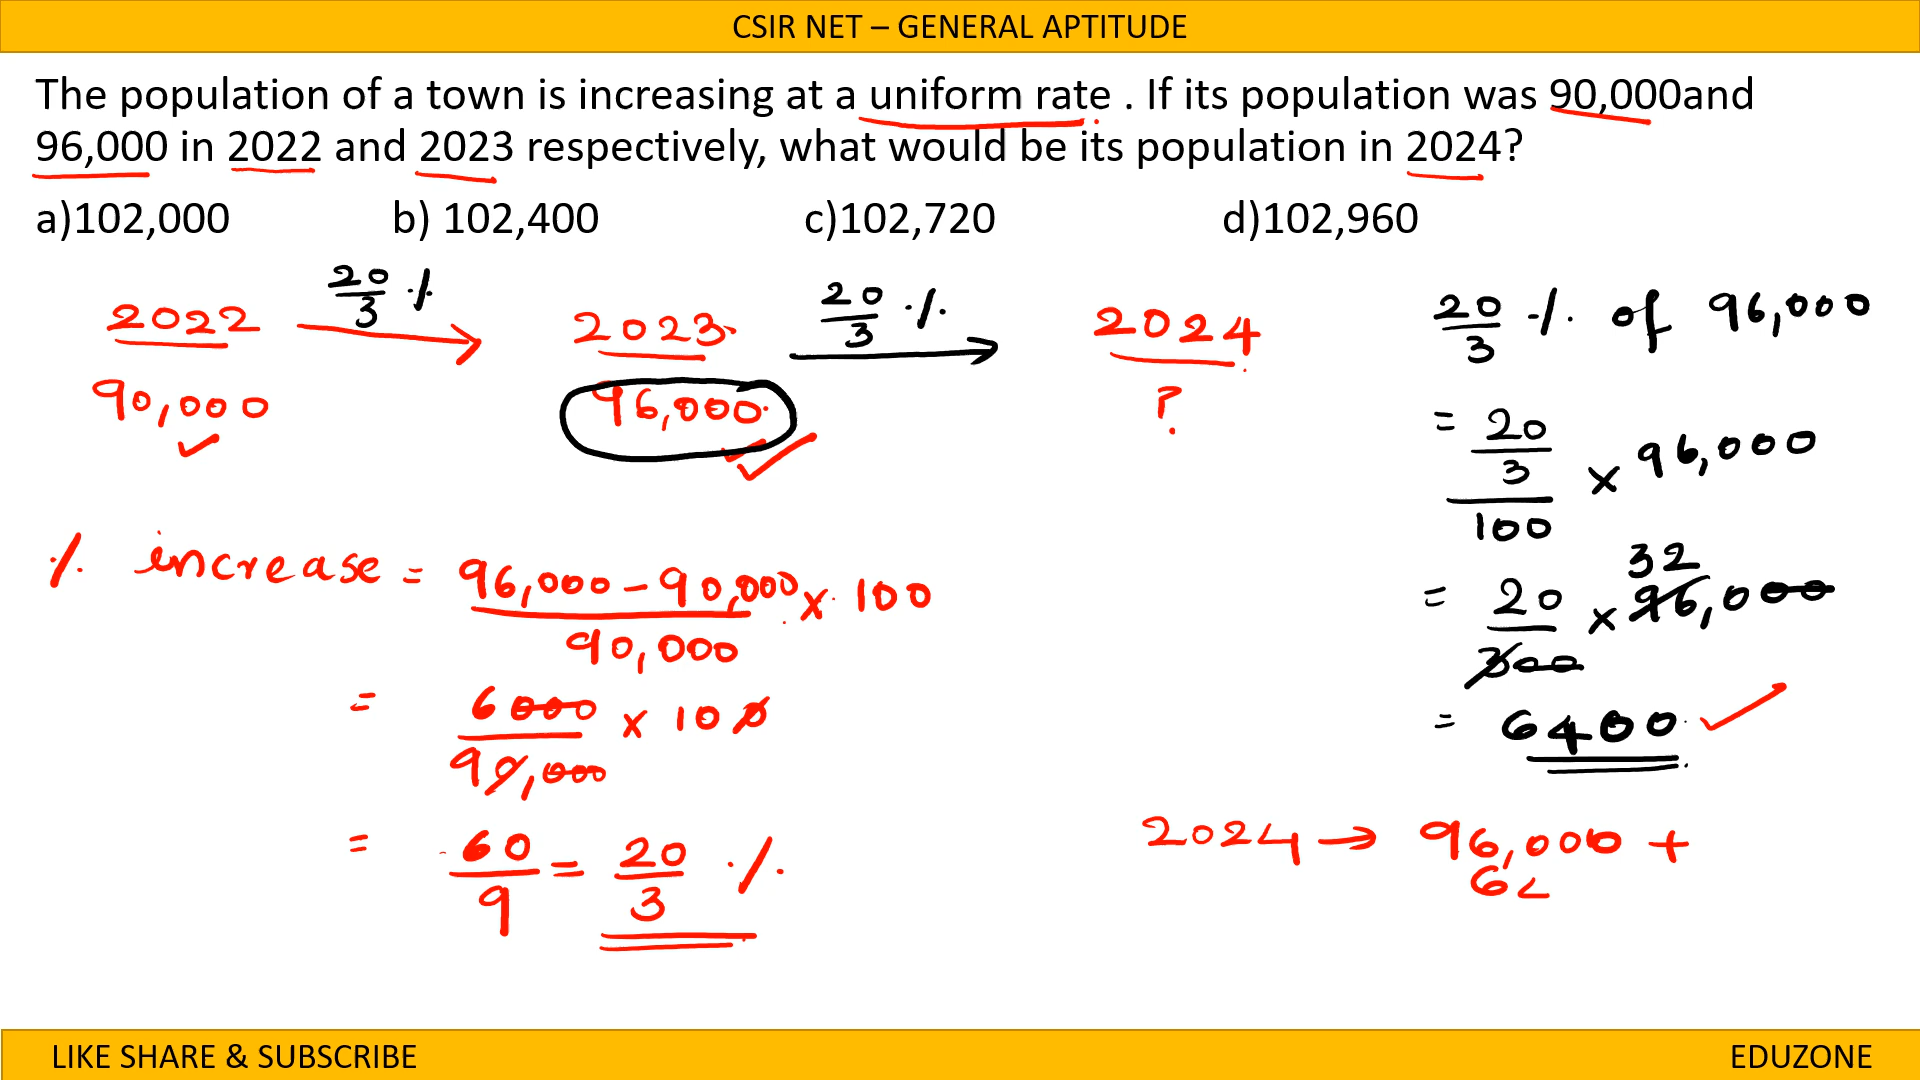 CSIR NET – GENERAL APTITUDE
The population of a town is increasing at a uniform rate . If its population was 90,000and
96,000 in 2022 and 2023 respectively, what would be its population in 2024?
a)102,000 b) 102,400 c)102,720 d)102,960
2022 20/3 % 2023 20/3 % 2024
90,000 96,000 ?
% increase = 96,000 – 90,000 / 90,000 × 100
= 6000 / 90,000 × 100
= 60/9 = 20/3 %
20/3 % of 96,000
= 20/3 / 100 × 96,000
32
= 20/300 × 96,000
= 6400
2024 → 96,000 +
64
LIKE SHARE & SUBSCRIBE
EDUZONE